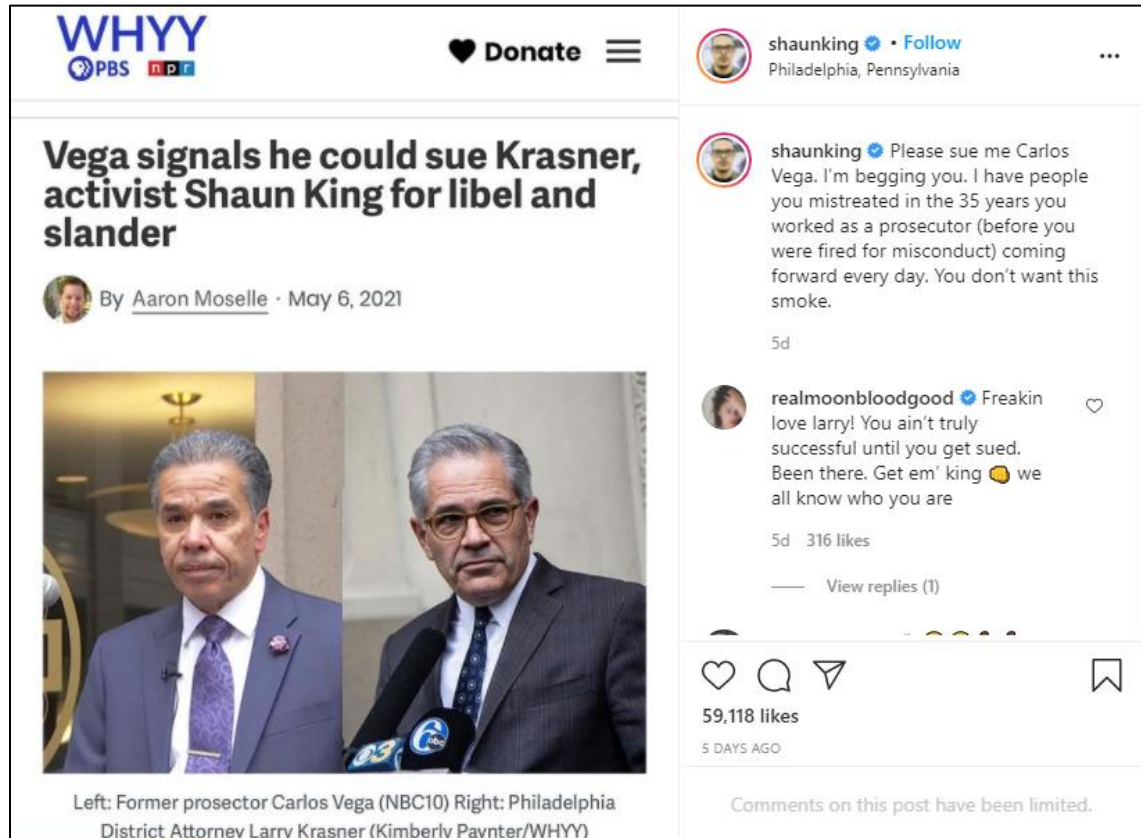 WHYY
PBS npr
Donate
Vega signals he could sue Krasner,
activist Shaun King for libel and
slander
By Aaron Moselle · May 6, 2021
3
6 abc
Left: Former prosector Carlos Vega (NBC10) Right: Philadelphia
District Attorney Larry Krasner (Kimberly Paynter/WHYY)
shaunking • Follow
Philadelphia, Pennsylvania
shaunking Please sue me Carlos
Vega. I’m begging you. I have people
you mistreated in the 35 years you
worked as a prosecutor (before you
were fired for misconduct) coming
forward every day. You don’t want this
smoke.
5d
realmoonbloodgood Freakin
love larry! You ain’t truly
successful until you get sued.
Been there. Get em’ king 👊 we
all know who you are
5d 316 likes
View replies (1)
59,118 likes
5 DAYS AGO
Comments on this post have been limited.